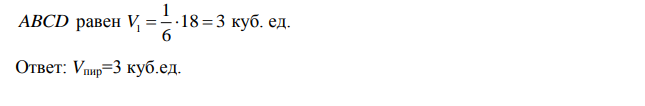 ABCD равен V₁ = 1/6 · 18 = 3 куб. ед.
Ответ: Vпир=3 куб.ед.